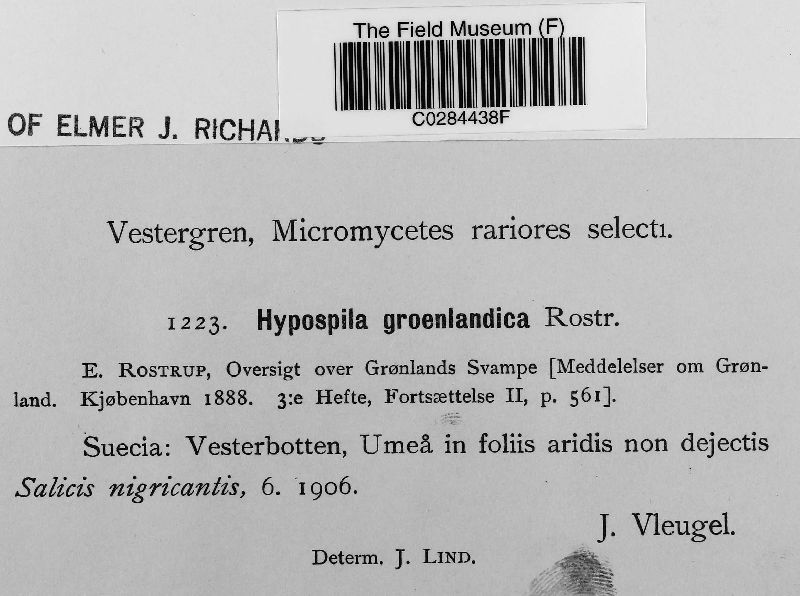 The Field Museum (F)
C0284438F
OF ELMER J.
Vestergren, Micromycetes rariores selecti.
1223. Hypospila groenlandica Rostr.
E. ROSTRUP, Oversigt over Grønlands Svampe [Meddelelser om Grøn-
land. Kjøbenhavn 1888. 3:e Hefte, Fortsættelse II, p. 561].
Suecia: Vesterbotten, Umeå in foliis aridis non dejectis
Salicis nigricantis, 6. 1906.
J. Vleugel.
Determ. J. LIND.